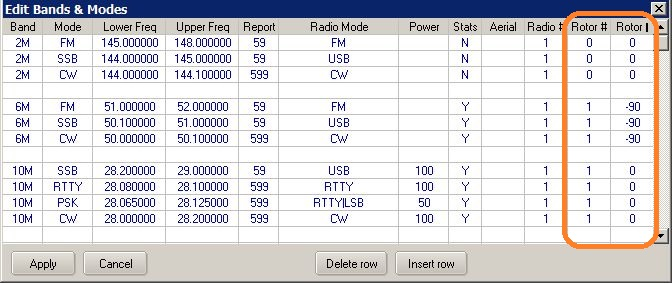 Edit Bands & Modes
Band Mode Lower Freq Upper Freq Report Radio Mode Power Stats Aerial Radio # Rotor # Rotor
2M FM 145.000000 148.000000 59 FM N 1 0 0
2M SSB 144.000000 145.000000 59 USB N 1 0 0
2M CW 144.000000 144.100000 599 CW N 1 0 0
6M FM 51.000000 52.000000 59 FM Y 1 1 -90
6M SSB 50.100000 51.000000 59 USB Y 1 1 -90
6M CW 50.000000 50.100000 599 CW Y 1 1 -90
10M SSB 28.200000 29.000000 59 USB 100 Y 1 1 0
10M RTTY 28.080000 28.100000 599 RTTY 100 Y 1 1 0
10M PSK 28.065000 28.125000 599 RTTY|LSB 50 Y 1 1 0
10M CW 28.000000 28.200000 599 CW 100 Y 1 1 0
Apply Cancel Delete row Insert row